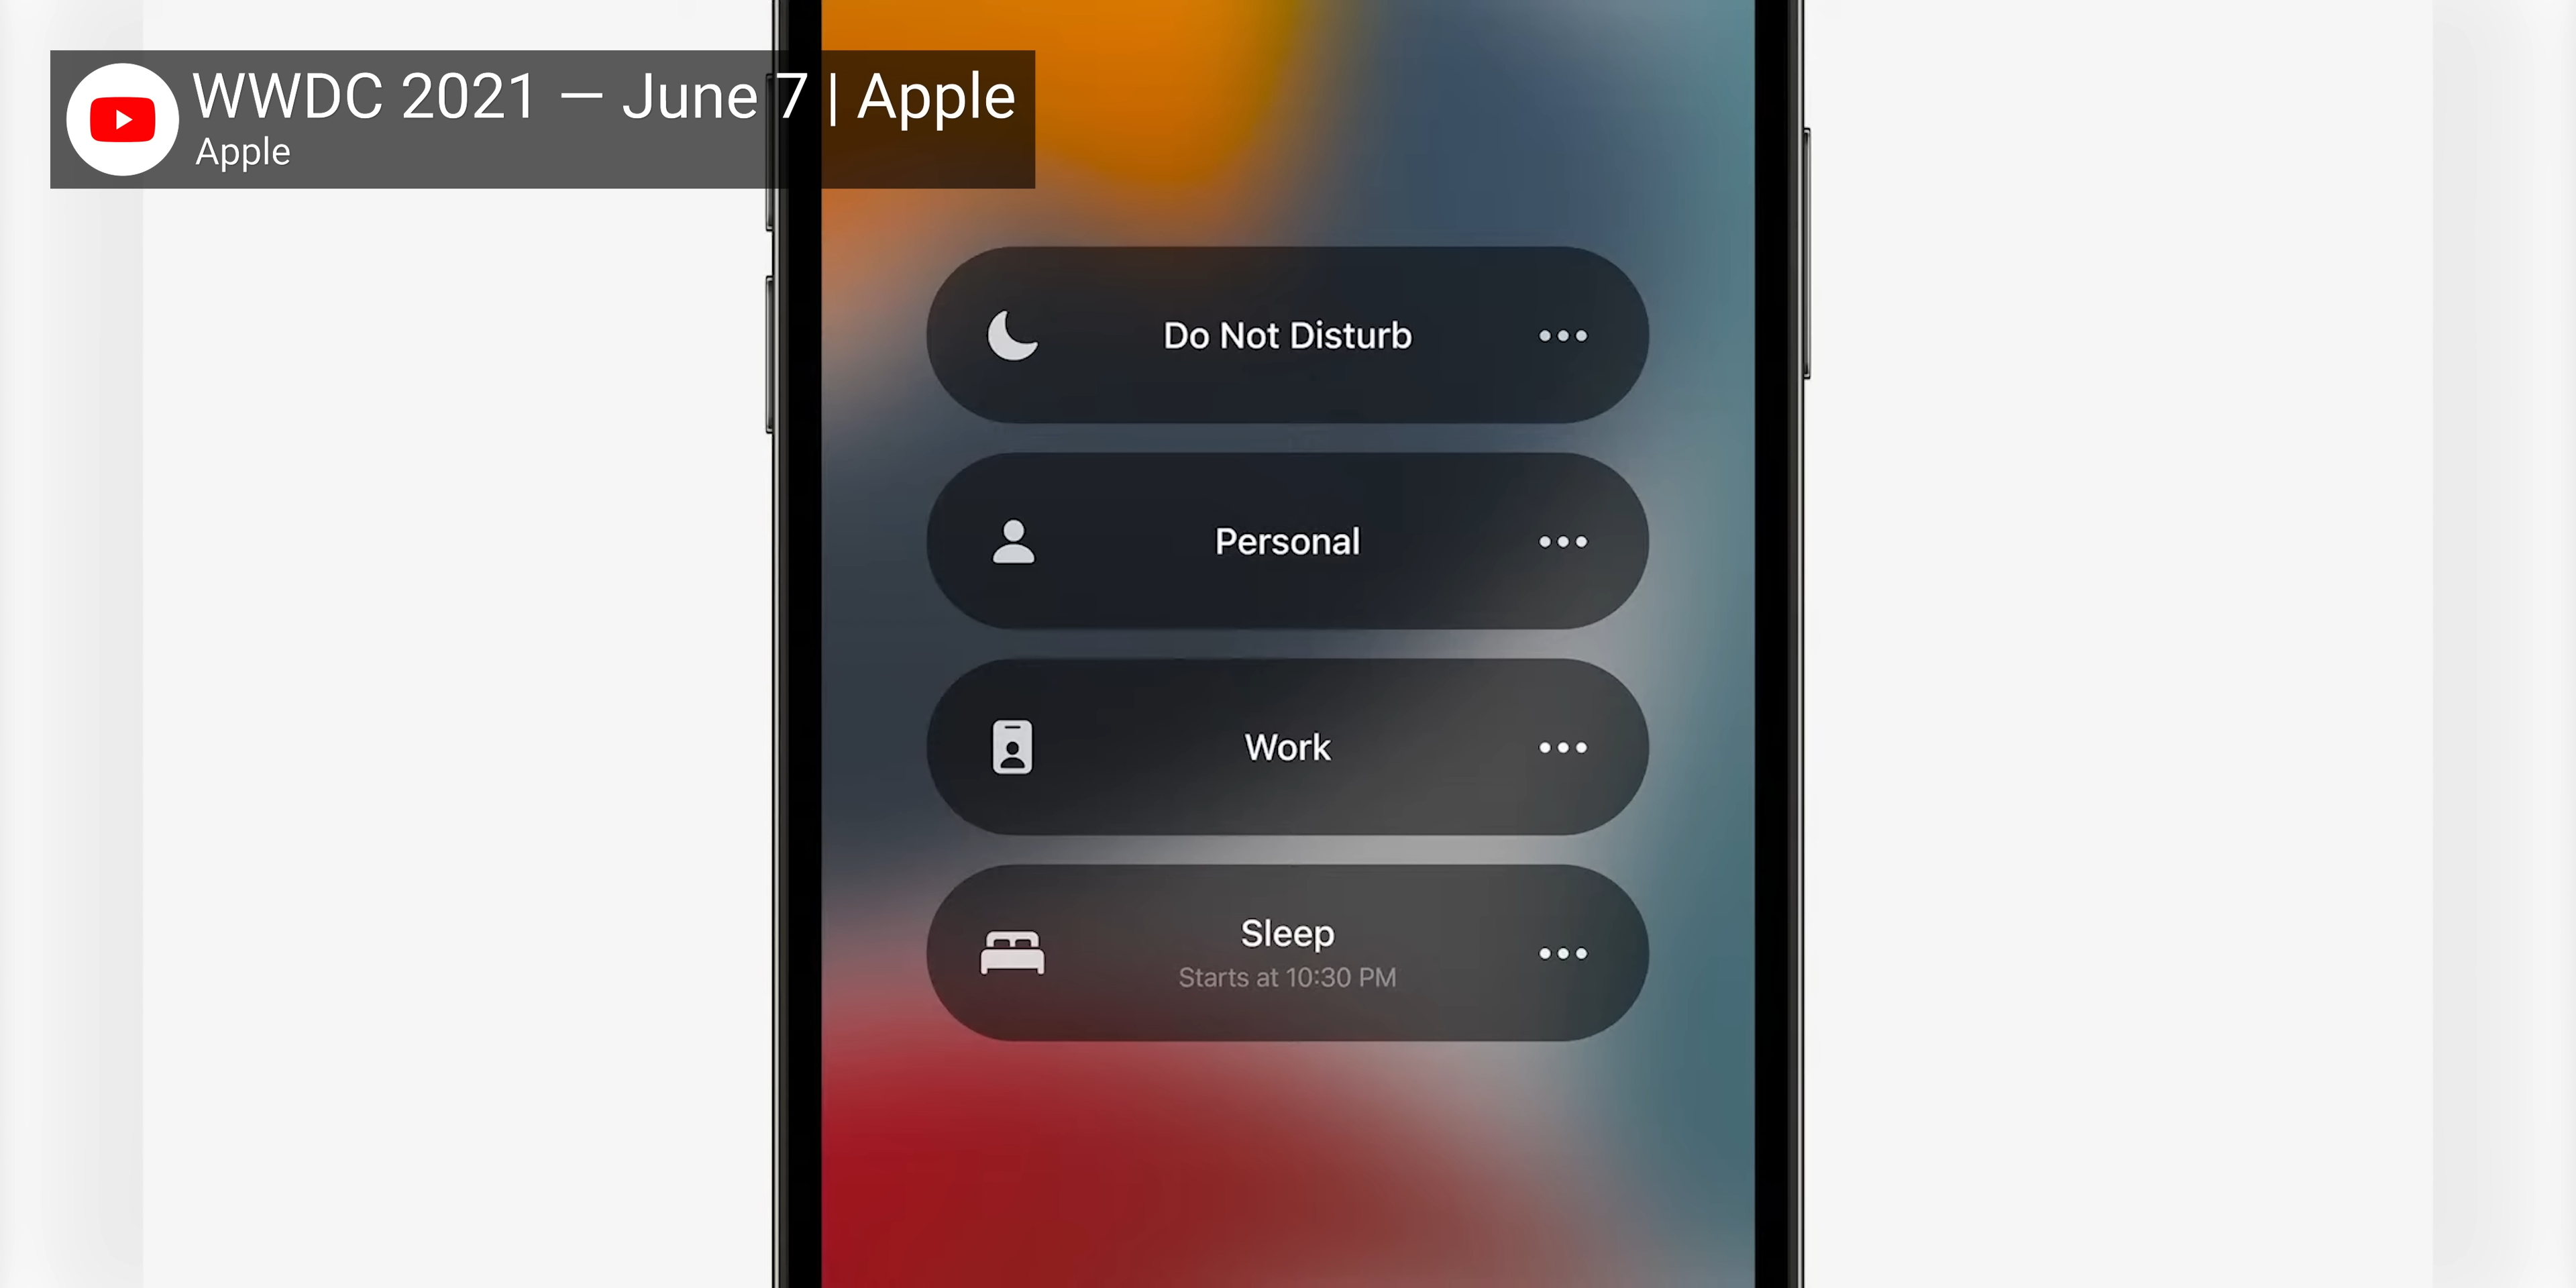 WWDC 2021 — June 7 | Apple
Apple
Do Not Disturb
Personal
Work
Sleep
Starts at 10:30 PM